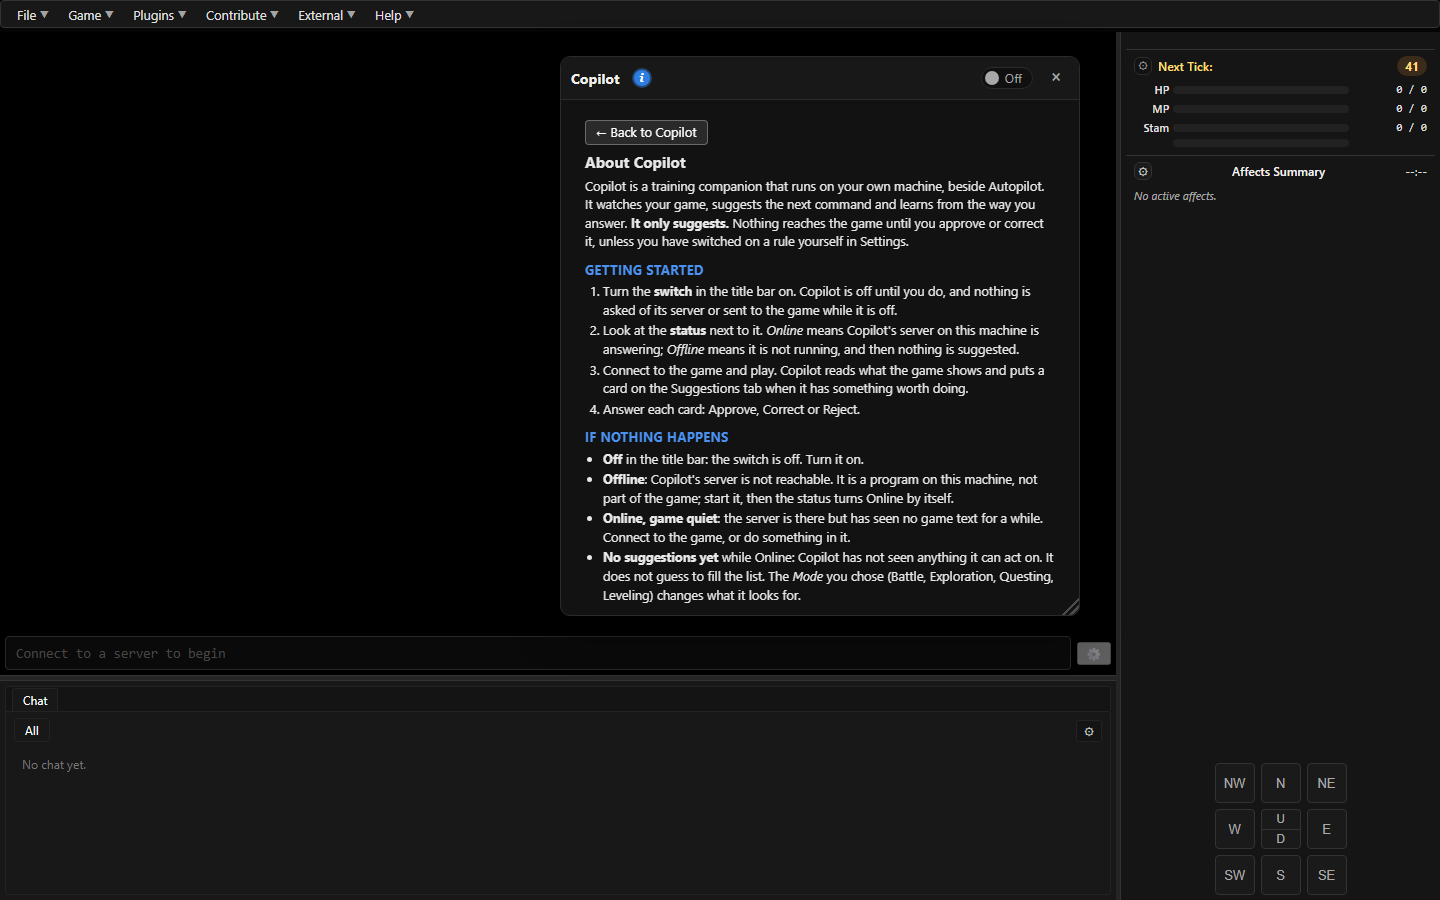 File ▼ Game ▼ Plugins ▼ Contribute ▼ External ▼ Help ▼
Copilot i Off ×
← Back to Copilot
About Copilot
Copilot is a training companion that runs on your own machine, beside Autopilot.
It watches your game, suggests the next command and learns from the way you
answer. It only suggests. Nothing reaches the game until you approve or correct
it, unless you have switched on a rule yourself in Settings.
GETTING STARTED
1. Turn the switch in the title bar on. Copilot is off until you do, and nothing is
asked of its server or sent to the game while it is off.
2. Look at the status next to it. Online means Copilot's server on this machine is
answering; Offline means it is not running, and then nothing is suggested.
3. Connect to the game and play. Copilot reads what the game shows and puts a
card on the Suggestions tab when it has something worth doing.
4. Answer each card: Approve, Correct or Reject.
IF NOTHING HAPPENS
• Off in the title bar: the switch is off. Turn it on.
• Offline: Copilot's server is not reachable. It is a program on this machine, not
part of the game; start it, then the status turns Online by itself.
• Online, game quiet: the server is there but has seen no game text for a while.
Connect to the game, or do something in it.
• No suggestions yet while Online: Copilot has not seen anything it can act on. It
does not guess to fill the list. The Mode you chose (Battle, Exploration, Questing,
Leveling) changes what it looks for.
Connect to a server to begin
Chat
All
No chat yet.
Next Tick: 41
HP 0 / 0
MP 0 / 0
Stam 0 / 0
Affects Summary --:--
No active affects.
NW N NE
W U E
D
SW S SE